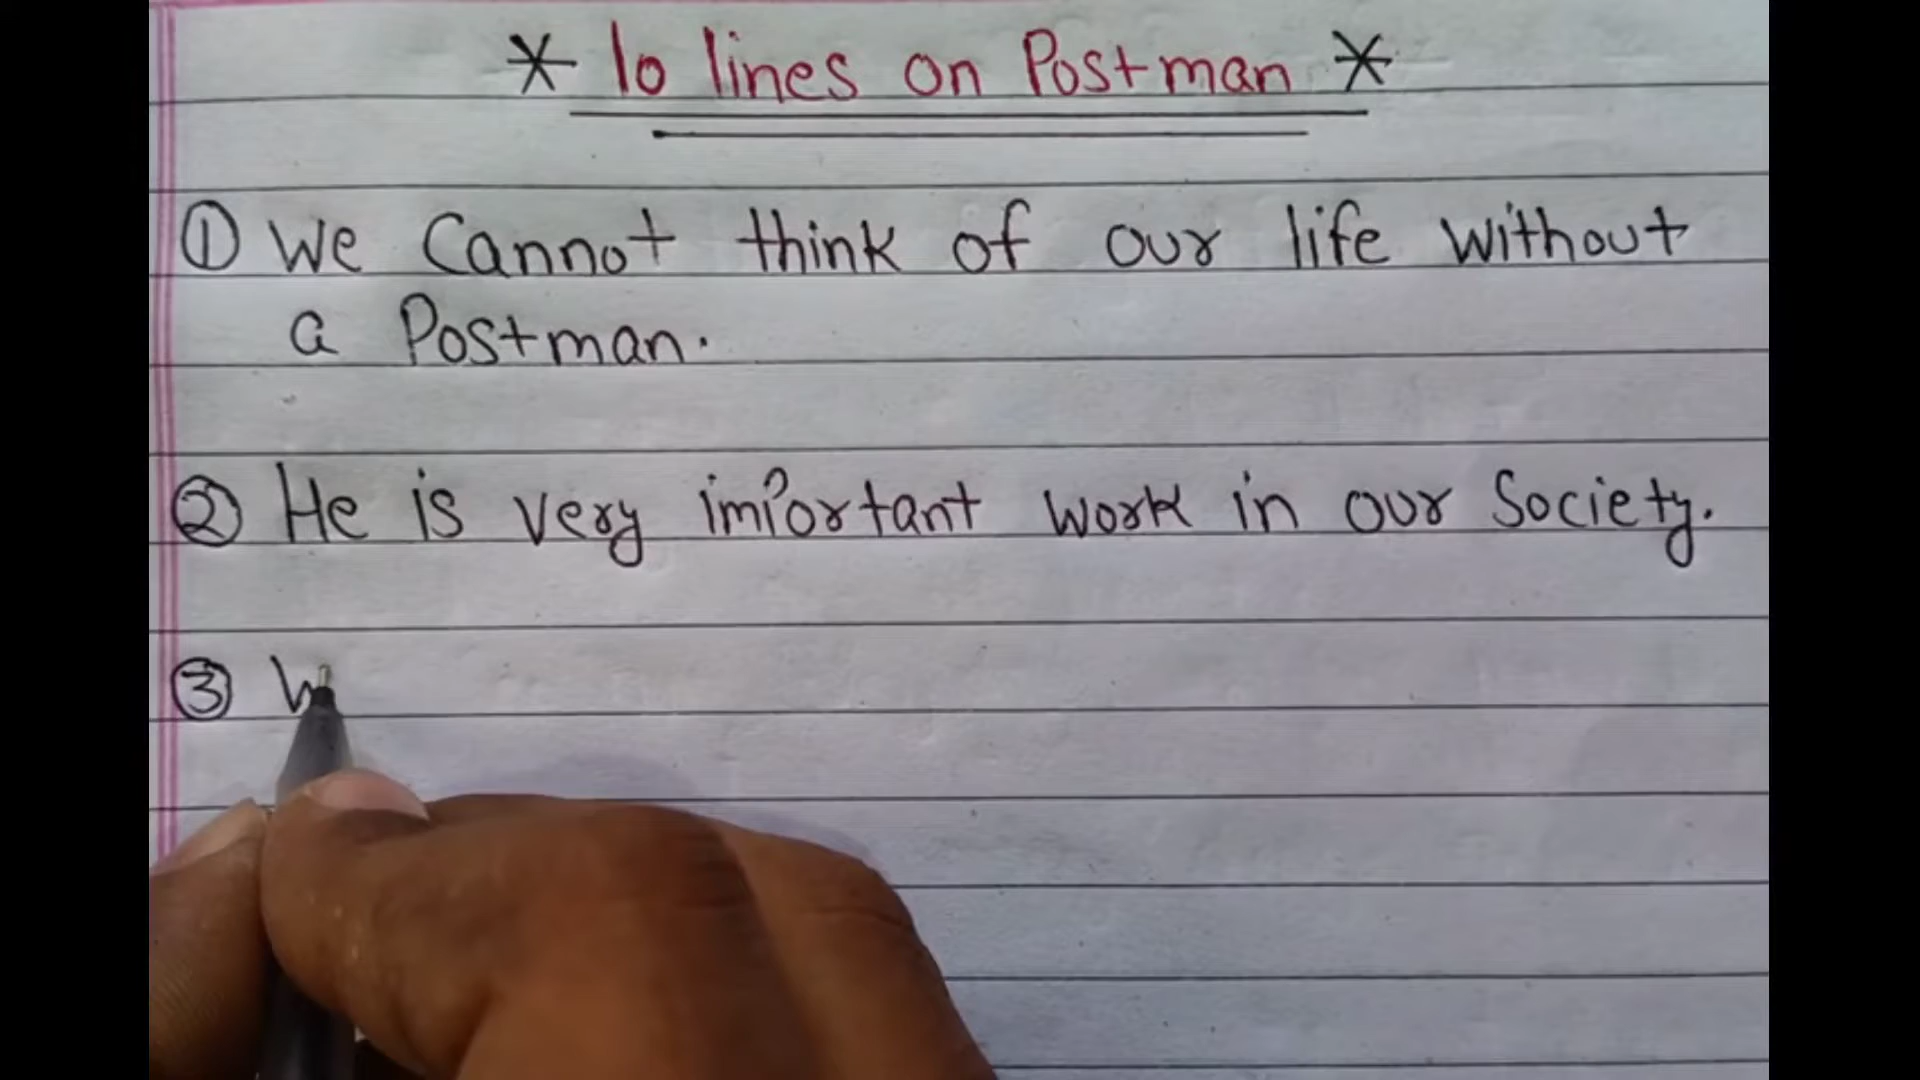 * 10 lines on Postman *
① We Cannot think of our life without
a Postman.
② He is very important work in our Society.
③ W